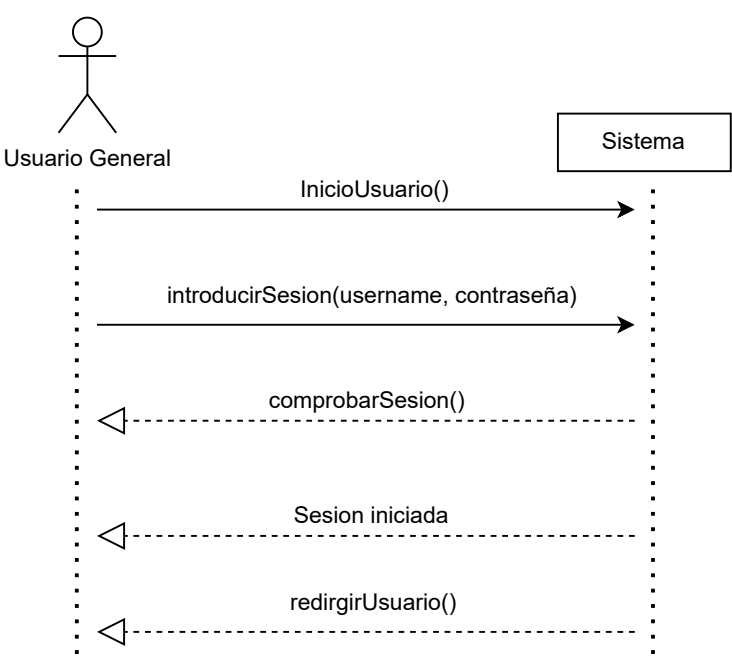 Usuario General
Sistema
InicioUsuario()
introducirSesion(username, contraseña)
comprobarSesion()
Sesion iniciada
redirgirUsuario()